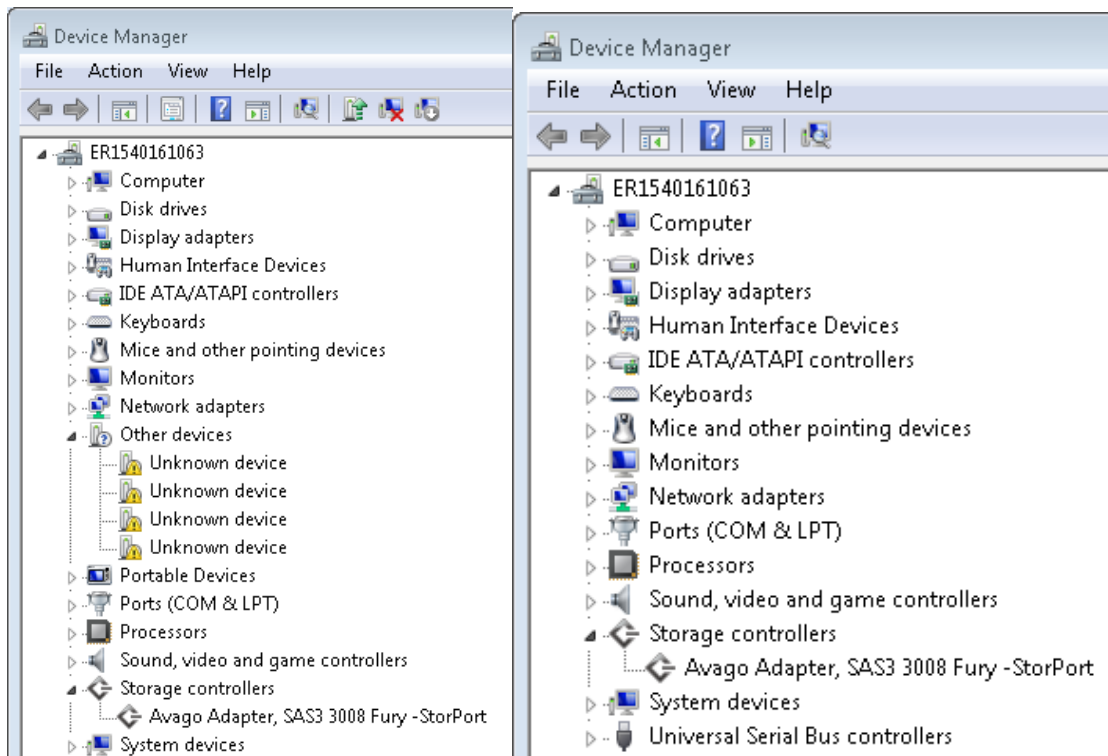 Device Manager
File Action View Help
ER1540161063
Computer
Disk drives
Display adapters
Human Interface Devices
IDE ATA/ATAPI controllers
Keyboards
Mice and other pointing devices
Monitors
Network adapters
Other devices
Unknown device
Unknown device
Unknown device
Unknown device
Portable Devices
Ports (COM & LPT)
Processors
Sound, video and game controllers
Storage controllers
Avago Adapter, SAS3 3008 Fury -StorPort
System devices
Device Manager
File Action View Help
ER1540161063
Computer
Disk drives
Display adapters
Human Interface Devices
IDE ATA/ATAPI controllers
Keyboards
Mice and other pointing devices
Monitors
Network adapters
Ports (COM & LPT)
Processors
Sound, video and game controllers
Storage controllers
Avago Adapter, SAS3 3008 Fury -StorPort
System devices
Universal Serial Bus controllers